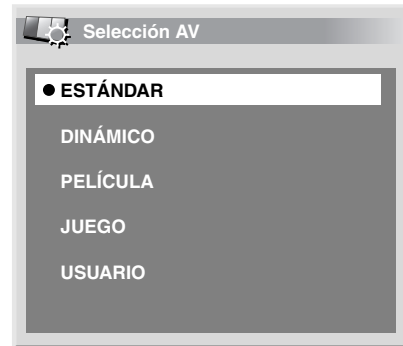 Selección AV
ESTÁNDAR
DINÁMICO
PELÍCULA
JUEGO
USUARIO